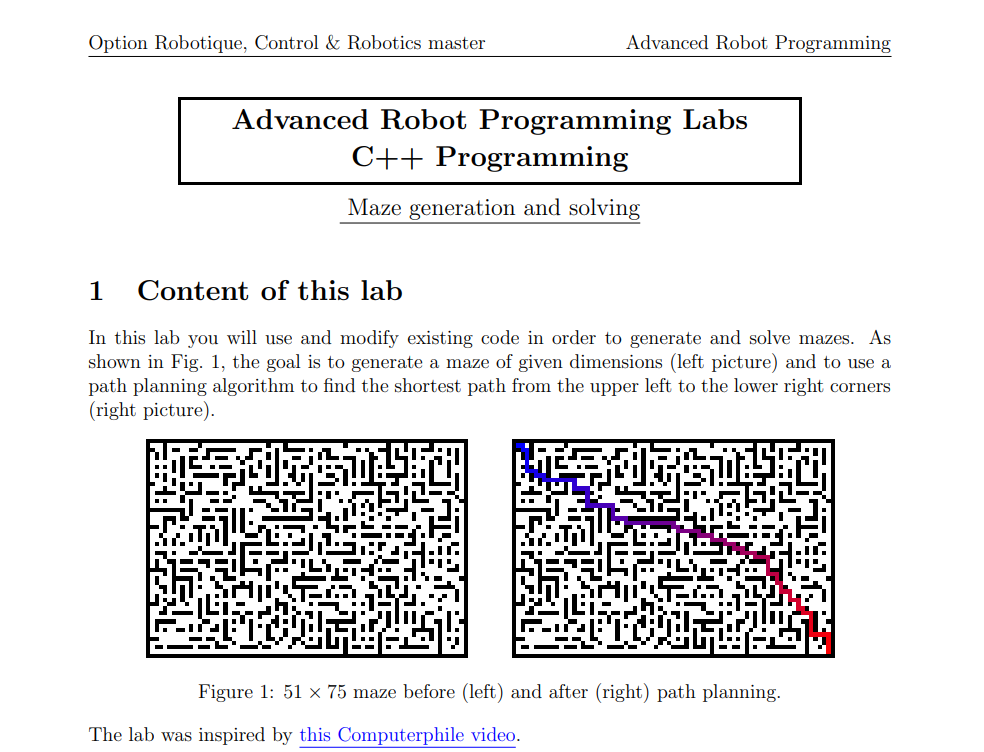 Option Robotique, Control & Robotics master Advanced Robot Programming
Advanced Robot Programming Labs
C++ Programming
Maze generation and solving
1 Content of this lab
In this lab you will use and modify existing code in order to generate and solve mazes. As
shown in Fig. 1, the goal is to generate a maze of given dimensions (left picture) and to use a
path planning algorithm to find the shortest path from the upper left to the lower right corners
(right picture).
Figure 1: 51 × 75 maze before (left) and after (right) path planning.
The lab was inspired by this Computerphile video.